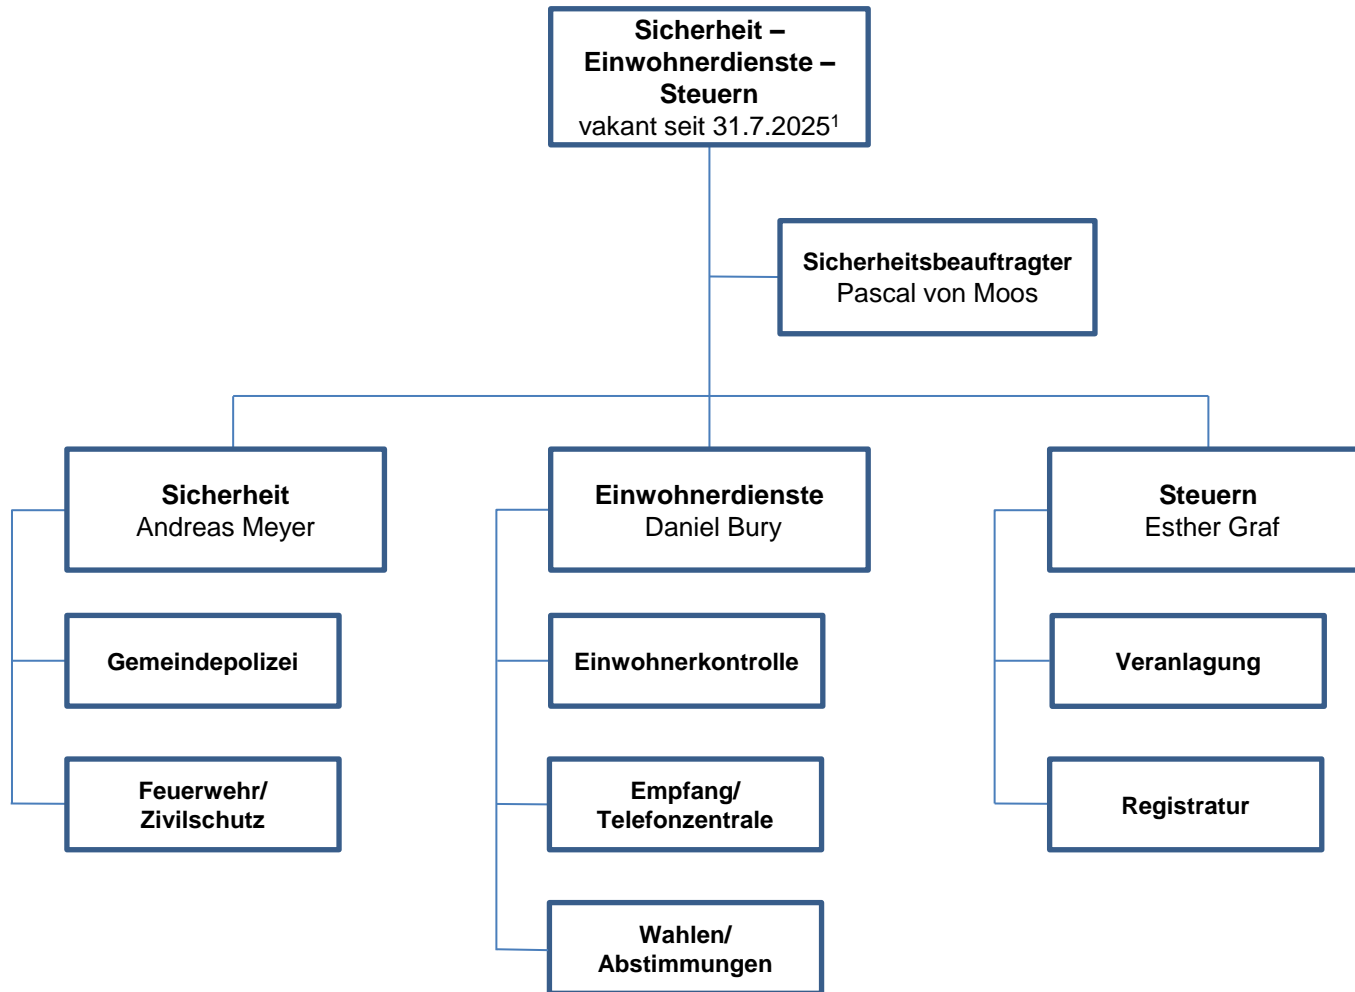 Sicherheit –
Einwohnerdienste –
Steuern
vakant seit 31.7.2025¹
Sicherheitsbeauftragter
Pascal von Moos
Sicherheit
Andreas Meyer
Einwohnerdienste
Daniel Bury
Steuern
Esther Graf
Gemeindepolizei
Einwohnerkontrolle
Veranlagung
Feuerwehr/
Zivilschutz
Empfang/
Telefonzentrale
Registratur
Wahlen/
Abstimmungen